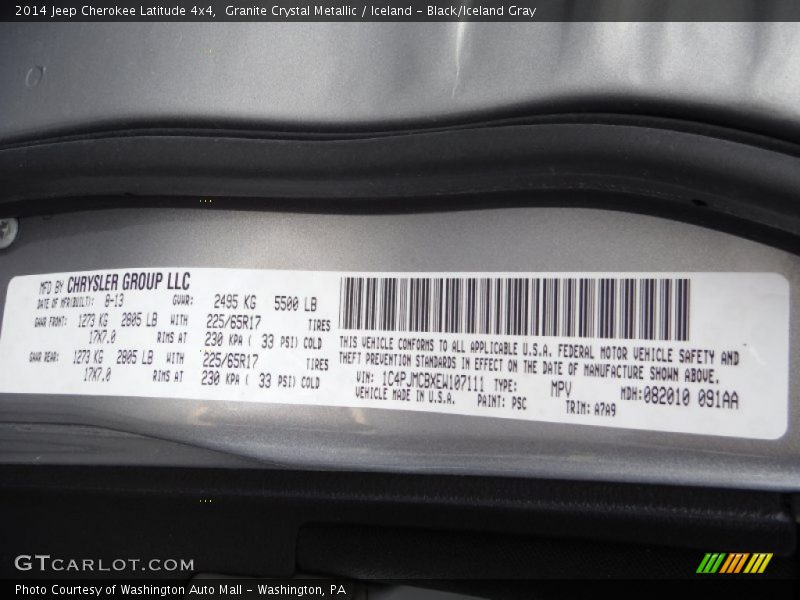 2014 Jeep Cherokee Latitude 4x4,  Granite Crystal Metallic / Iceland - Black/Iceland Gray
MFD BY CHRYSLER GROUP LLC
DATE OF MFR(BUILT): 8-13 GVWR: 2495 KG 5500 LB
GAWR FRONT: 1273 KG 2805 LB WITH 225/65R17 TIRES
17X7.0 RIMS AT 230 KPA ( 33 PSI) COLD
GAWR REAR: 1273 KG 2805 LB WITH 225/65R17 TIRES
17X7.0 RIMS AT 230 KPA ( 33 PSI) COLD
THIS VEHICLE CONFORMS TO ALL APPLICABLE U.S.A. FEDERAL MOTOR VEHICLE SAFETY AND
THEFT PREVENTION STANDARDS IN EFFECT ON THE DATE OF MANUFACTURE SHOWN ABOVE.
VIN: 1C4PJMCBXEW107111 TYPE: MPV MDH:082010 091AA
VEHICLE MADE IN U.S.A. PAINT: PSC TRIM: A7A9
GTCARLOT.COM
Photo Courtesy of Washington Auto Mall - Washington, PA